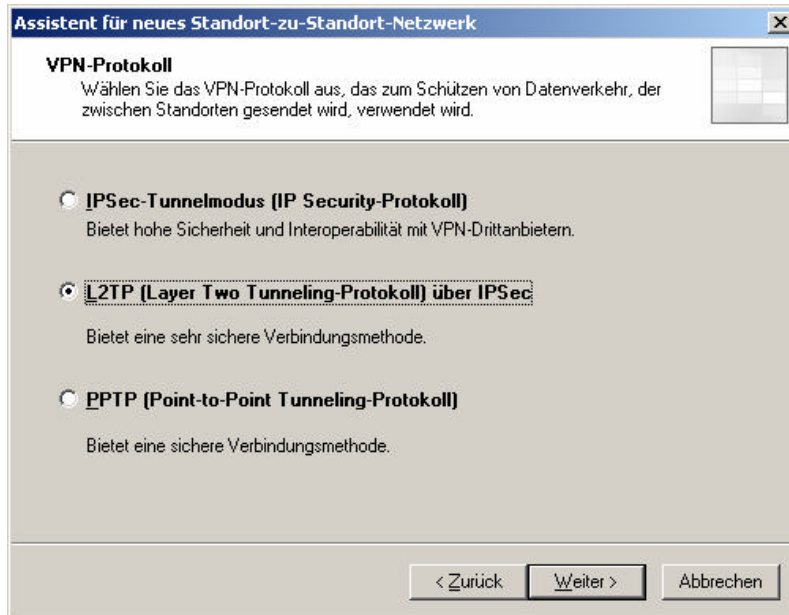 Assistent für neues Standort-zu-Standort-Netzwerk
VPN-Protokoll
Wählen Sie das VPN-Protokoll aus, das zum Schützen von Datenverkehr, der
zwischen Standorten gesendet wird, verwendet wird.
IPSec-Tunnelmodus (IP Security-Protokoll)
Bietet hohe Sicherheit und Interoperabilität mit VPN-Drittanbietern.
L2TP (Layer Two Tunneling-Protokoll) über IPSec
Bietet eine sehr sichere Verbindungsmethode.
PPTP (Point-to-Point Tunneling-Protokoll)
Bietet eine sichere Verbindungsmethode.
< Zurück Weiter > Abbrechen